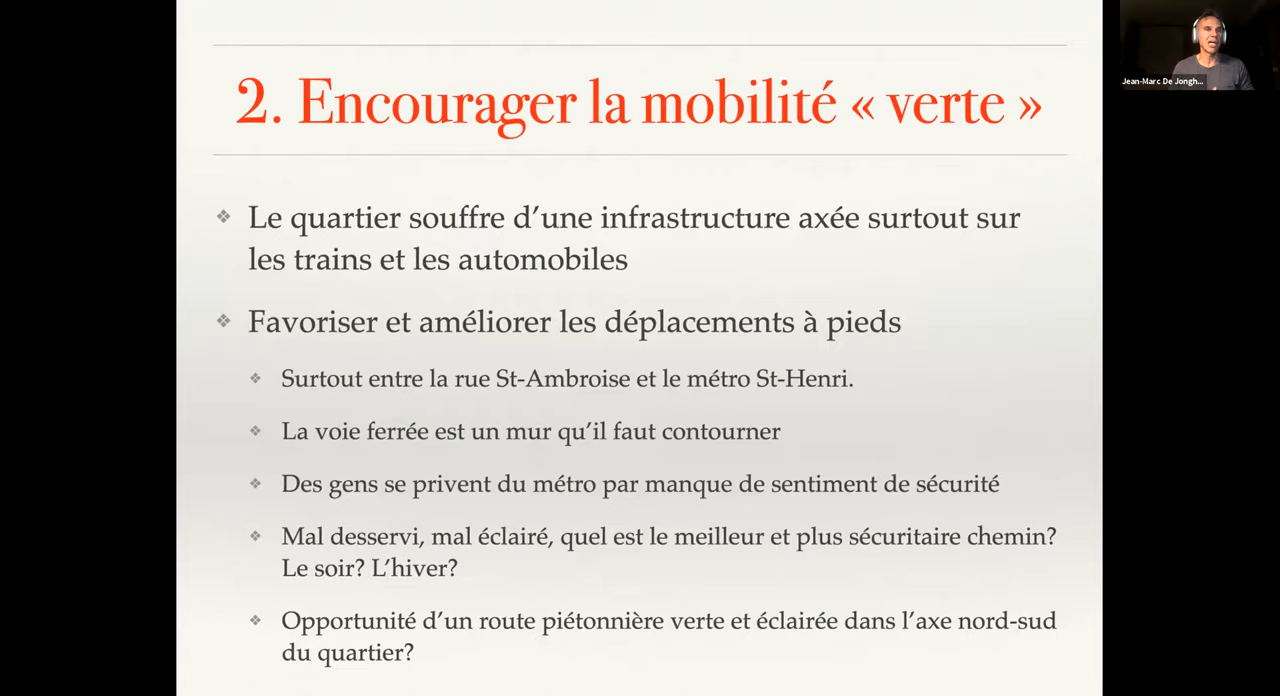 2. Encourager la mobilité « verte »
Le quartier souffre d’une infrastructure axée surtout sur
les trains et les automobiles
Favoriser et améliorer les déplacements à pieds
Surtout entre la rue St-Ambroise et le métro St-Henri.
La voie ferrée est un mur qu’il faut contourner
Des gens se privent du métro par manque de sentiment de sécurité
Mal desservi, mal éclairé, quel est le meilleur et plus sécuritaire chemin?
Le soir? L’hiver?
Opportunité d’un route piétonnière verte et éclairée dans l’axe nord-sud
du quartier?
Jean-Marc De Jongh...